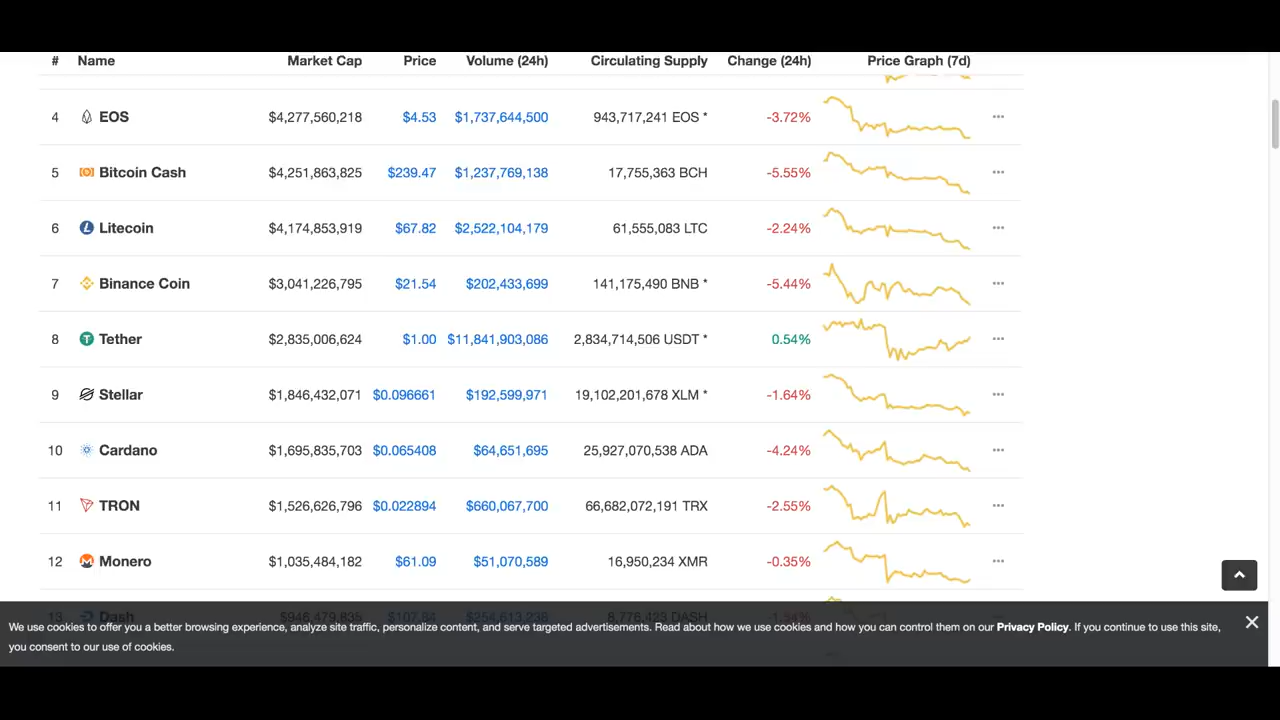 # Name Market Cap Price Volume (24h) Circulating Supply Change (24h) Price Graph (7d)
4 EOS $4,277,560,218 $4.53 $1,737,644,500 943,717,241 EOS * -3.72%
5 Bitcoin Cash $4,251,863,825 $239.47 $1,237,769,138 17,755,363 BCH -5.55%
6 Litecoin $4,174,853,919 $67.82 $2,522,104,179 61,555,083 LTC -2.24%
7 Binance Coin $3,041,226,795 $21.54 $202,433,699 141,175,490 BNB * -5.44%
8 Tether $2,835,006,624 $1.00 $11,841,903,086 2,834,714,506 USDT * 0.54%
9 Stellar $1,846,432,071 $0.096661 $192,599,971 19,102,201,678 XLM * -1.64%
10 Cardano $1,695,835,703 $0.065408 $64,651,695 25,927,070,538 ADA -4.24%
11 TRON $1,526,626,796 $0.022894 $660,067,700 66,682,072,191 TRX -2.55%
12 Monero $1,035,484,182 $61.09 $51,070,589 16,950,234 XMR -0.35%
13 Dash DASH
We use cookies to offer you a better browsing experience, analyze site traffic, personalize content, and serve targeted advertisements. Read about how we use cookies and how you can control them on our Privacy Policy. If you continue to use this site,
you consent to our use of cookies.